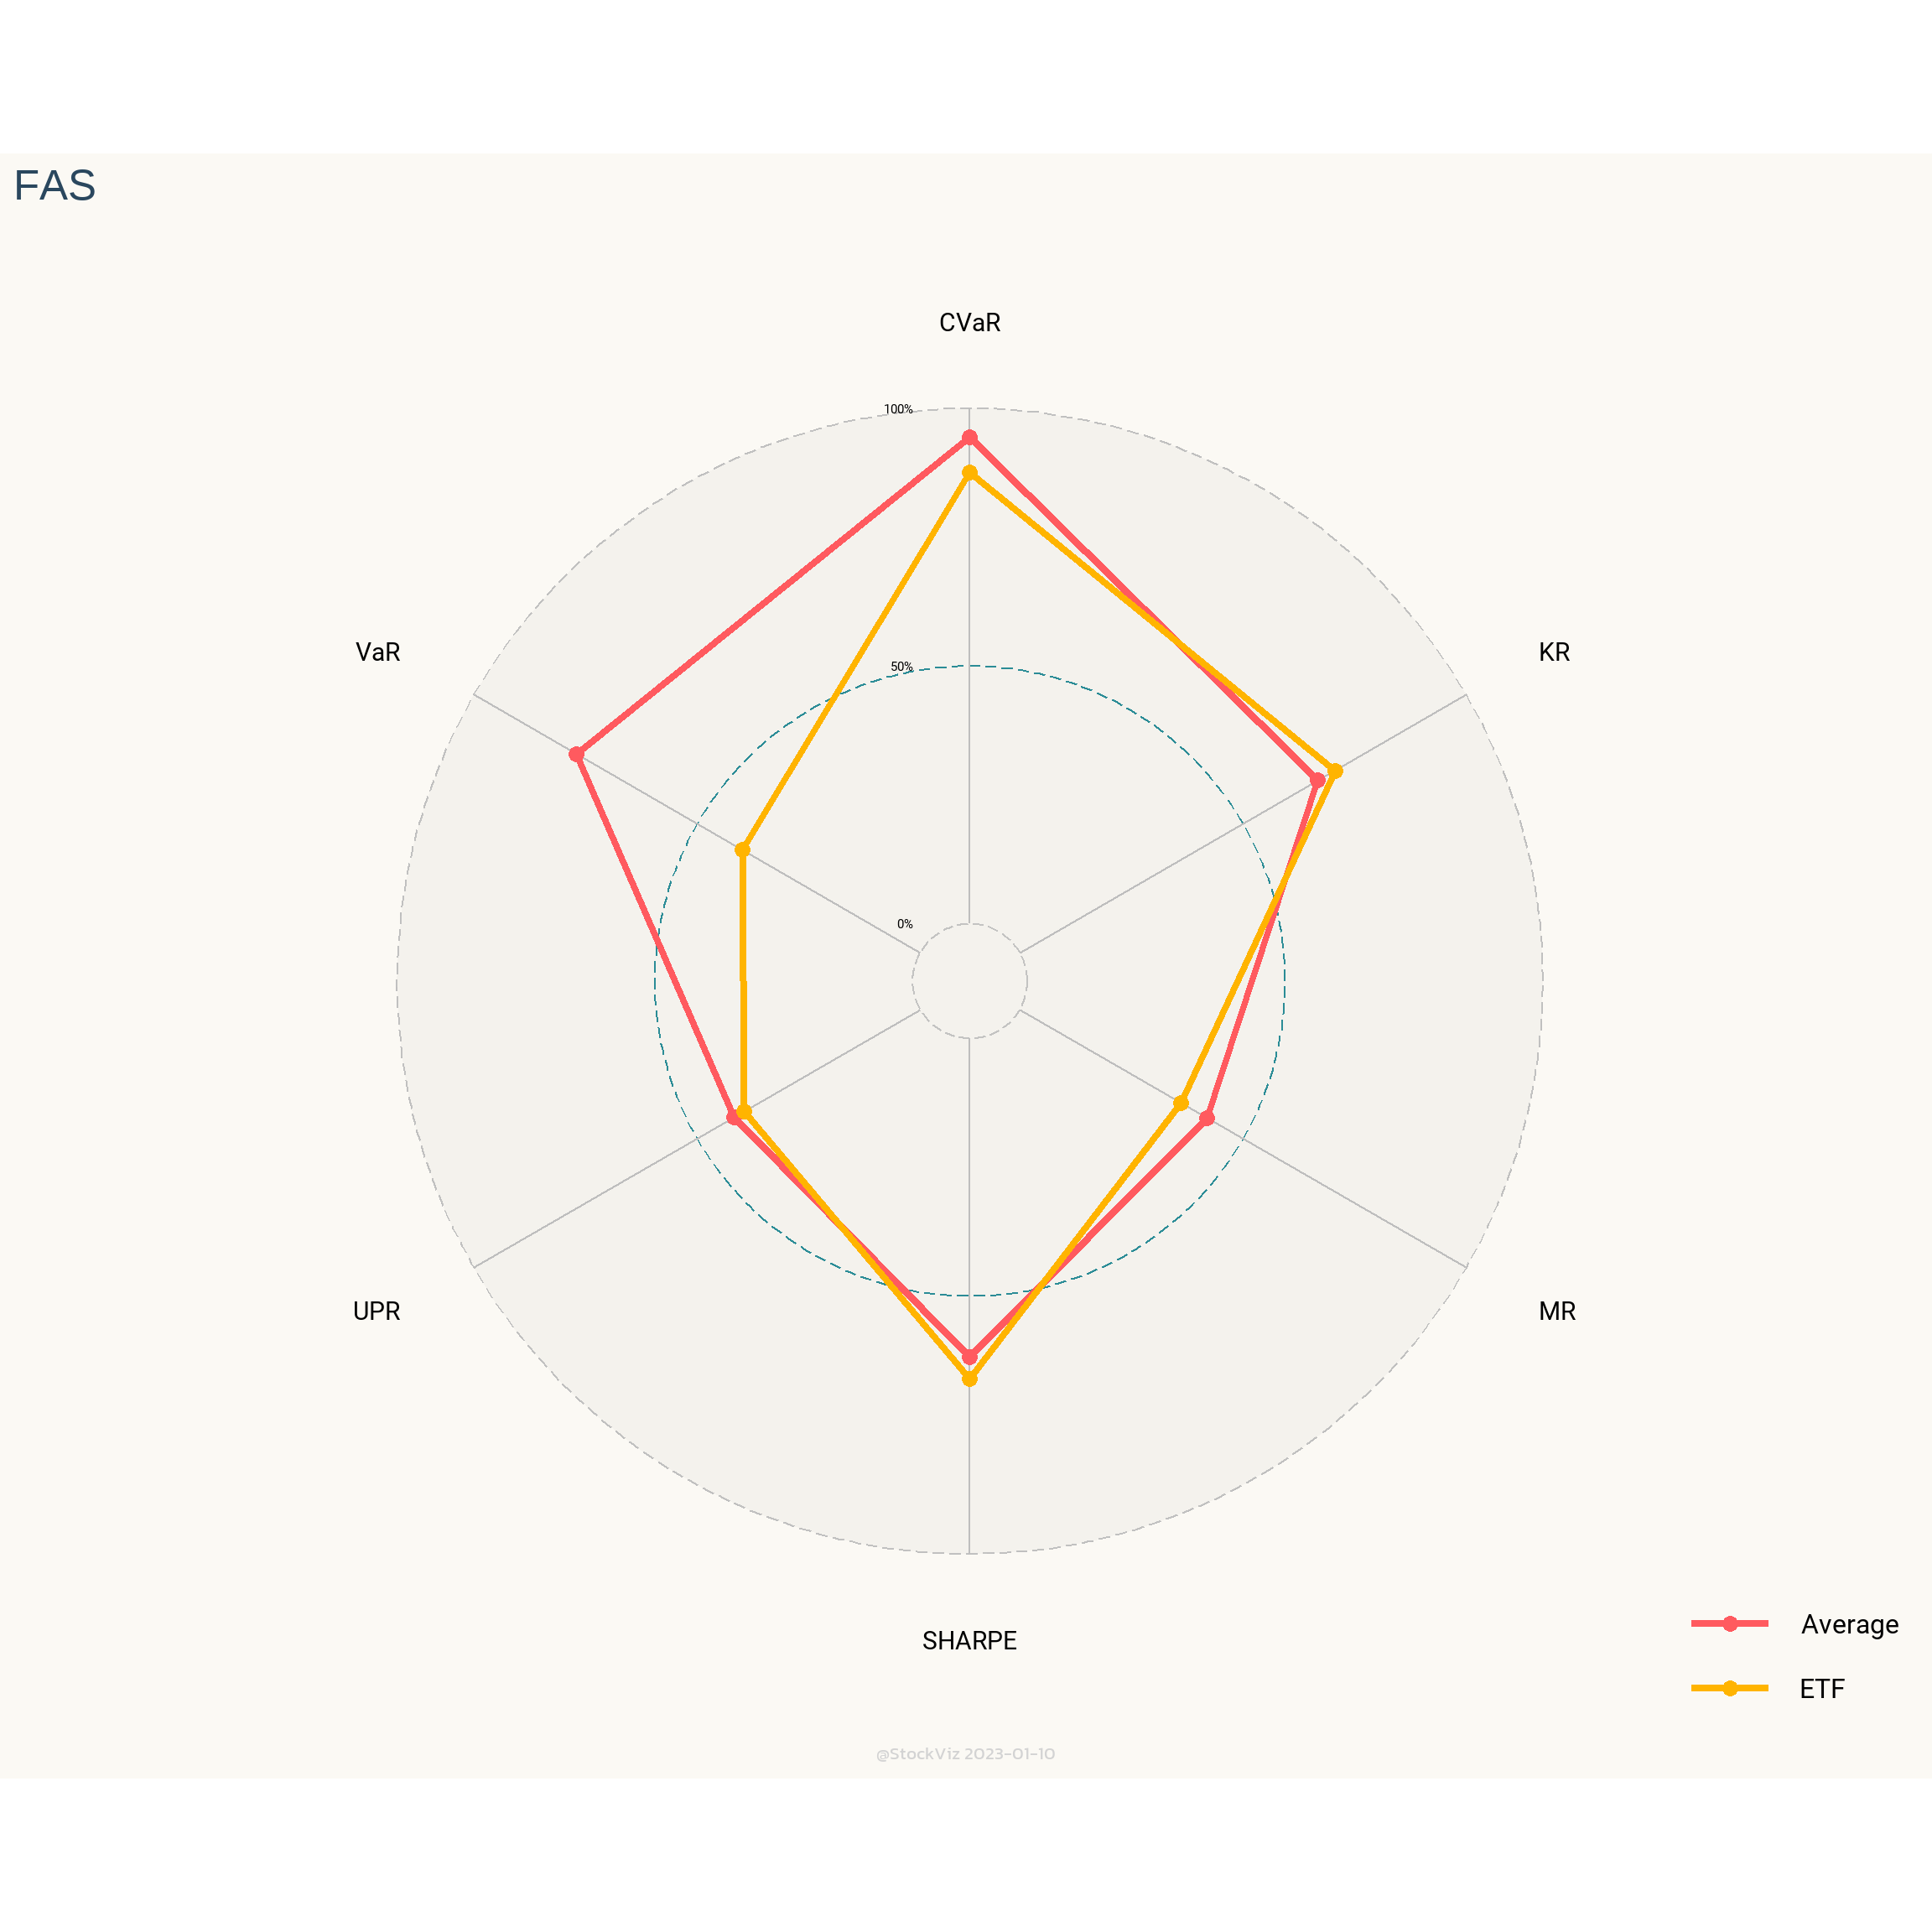 FAS
CVaR
100%
VaR
KR
50%
0%
UPR
MR
SHARPE
Average
ETF
@StockViz 2023-01-10